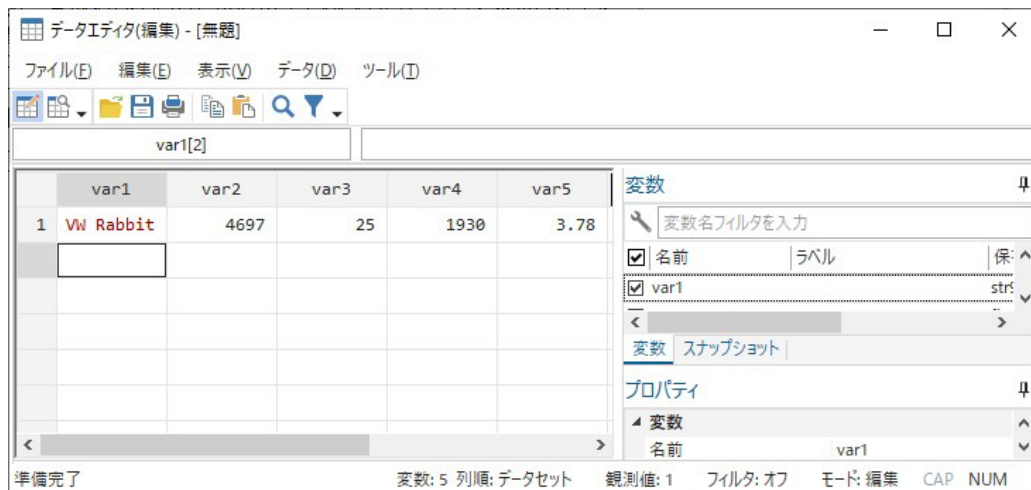 データエディタ(編集) - [無題]
ファイル(F) 編集(E) 表示(V) データ(D) ツール(T)
var1[2]
var1 var2 var3 var4 var5
1 VW Rabbit 4697 25 1930 3.78
変数
変数名フィルタを入力
名前 ラベル
var1
変数 スナップショット
プロパティ
変数
名前 var1
準備完了 変数: 5 列順: データセット 観測値: 1 フィルタ: オフ モード: 編集 CAP NUM